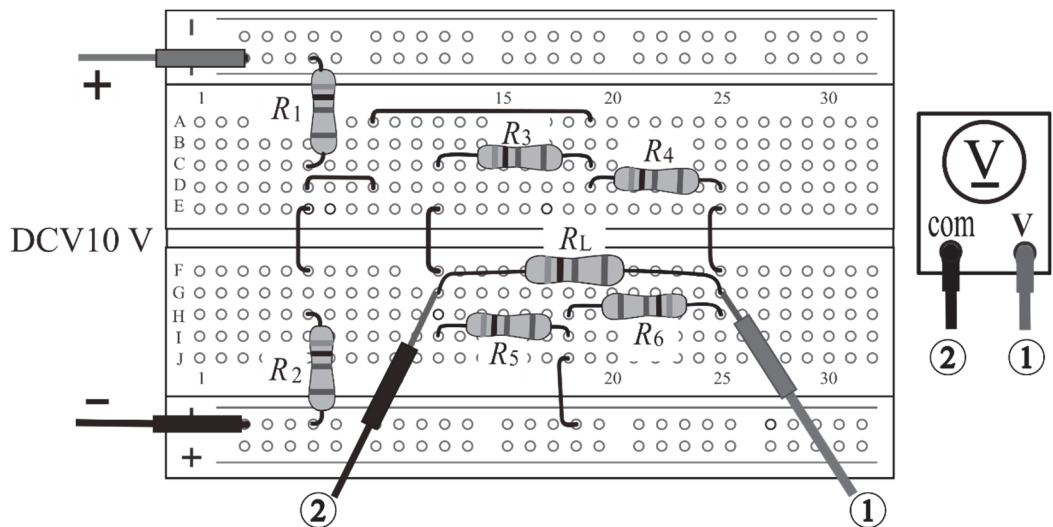 +
DCV10 V
−
−
+
1 15 20 25 30
A
B
C
D
E
F
G
H
I
J
1 20 25 30
R1
R2
R3
R4
RL
R5
R6
② ①
V
com V
② ①